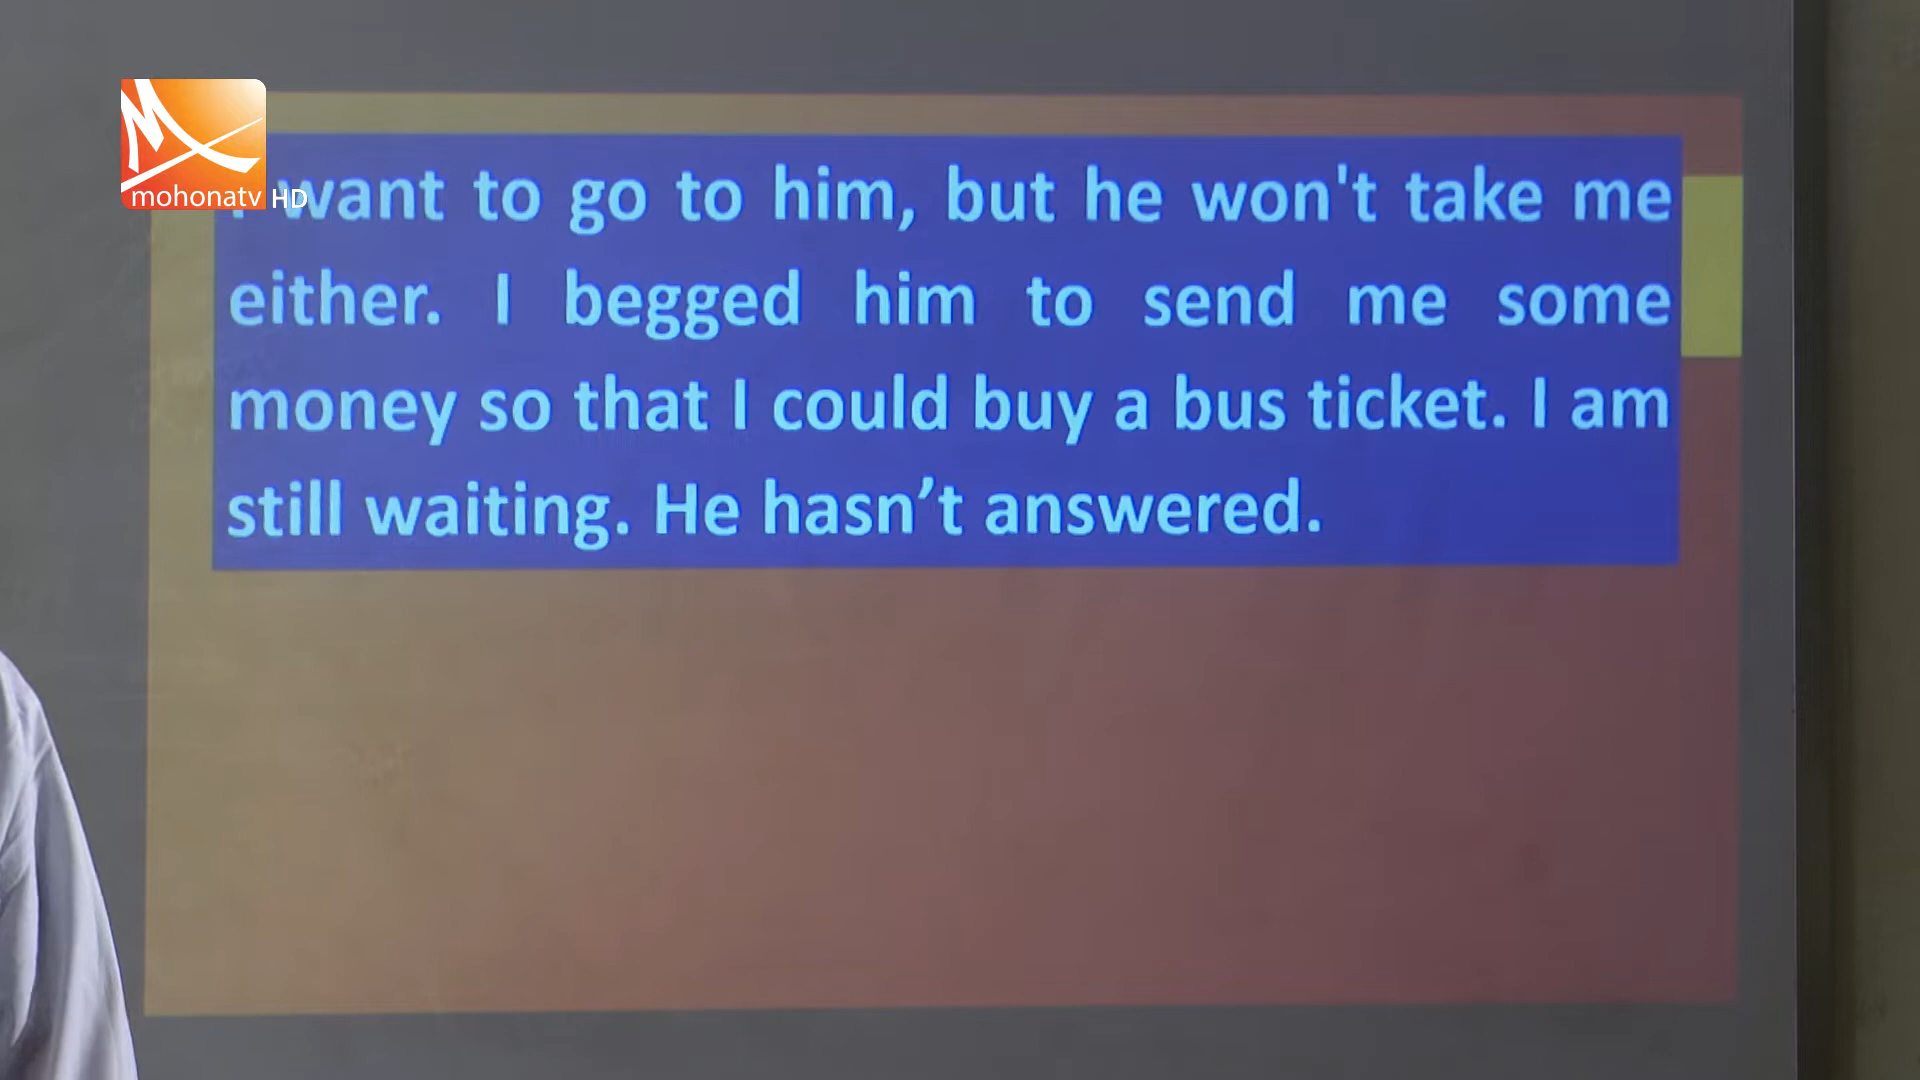 mohonatv HD
I want to go to him, but he won't take me
either. I begged him to send me some
money so that I could buy a bus ticket. I am
still waiting. He hasn’t answered.